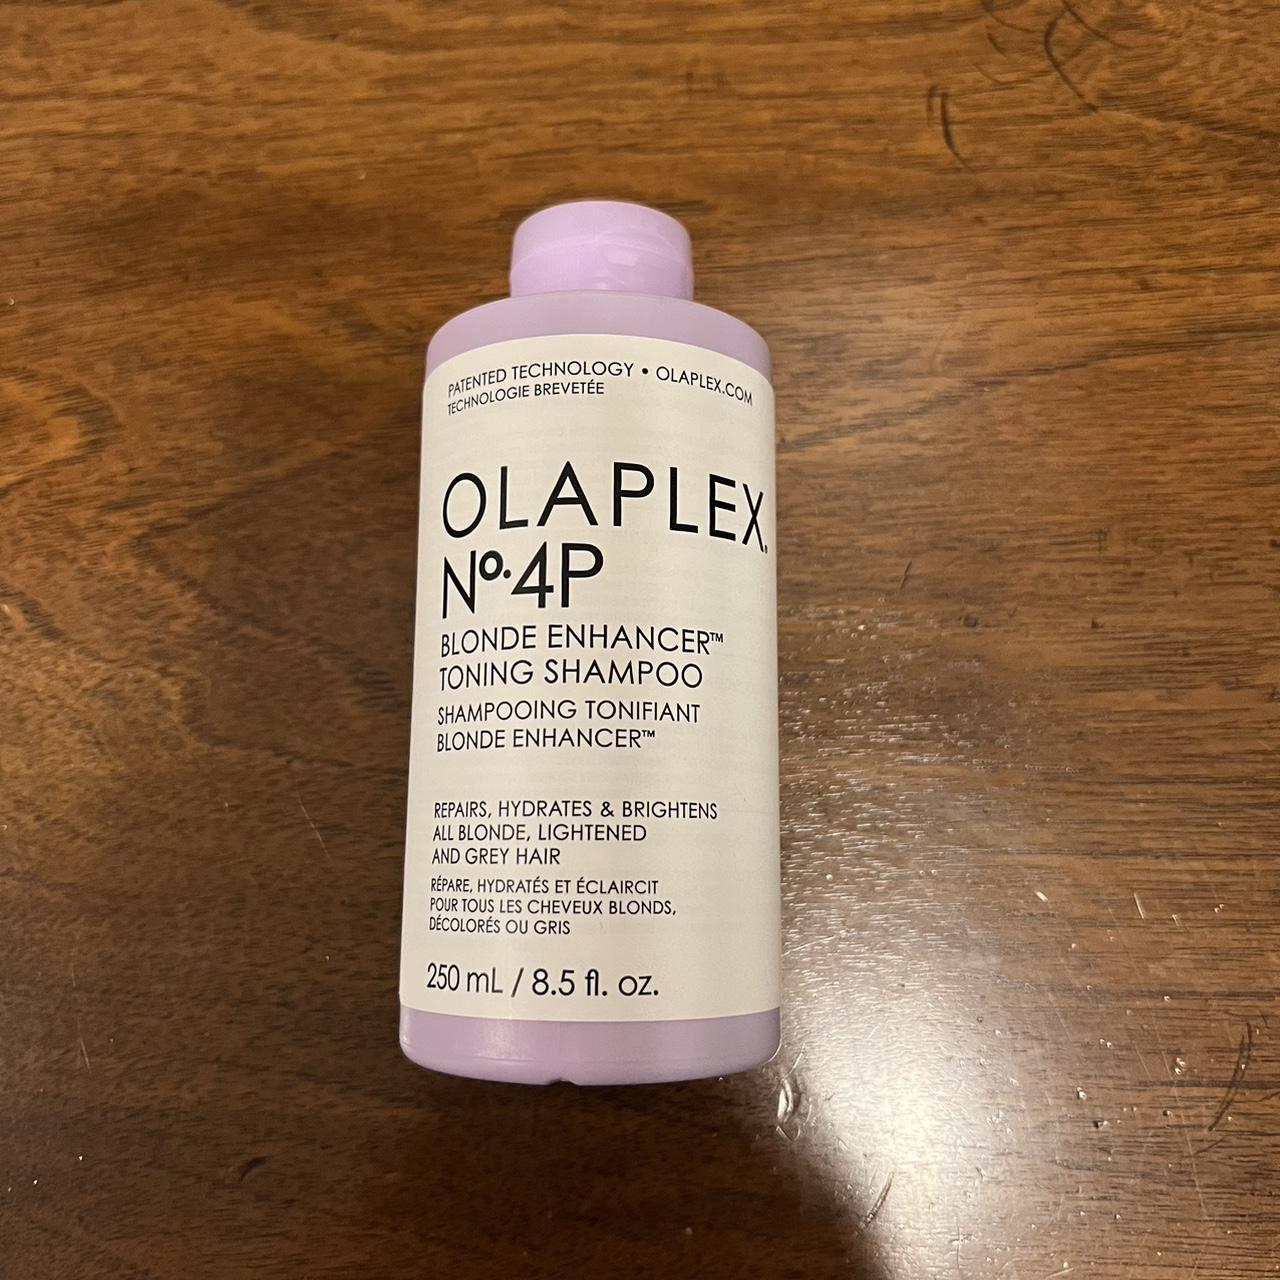 PATENTED TECHNOLOGY • OLAPLEX.COM
TECHNOLOGIE BREVETÉE
OLAPLEX.
Nº.4P
BLONDE ENHANCER™
TONING SHAMPOO
SHAMPOOING TONIFIANT
BLONDE ENHANCER™
REPAIRS, HYDRATES & BRIGHTENS
ALL BLONDE, LIGHTENED
AND GREY HAIR
RÉPARE, HYDRATÉS ET ÉCLAIRCIT
POUR TOUS LES CHEVEUX BLONDS,
DÉCOLORÉS OU GRIS
250 mL / 8.5 fl. oz.